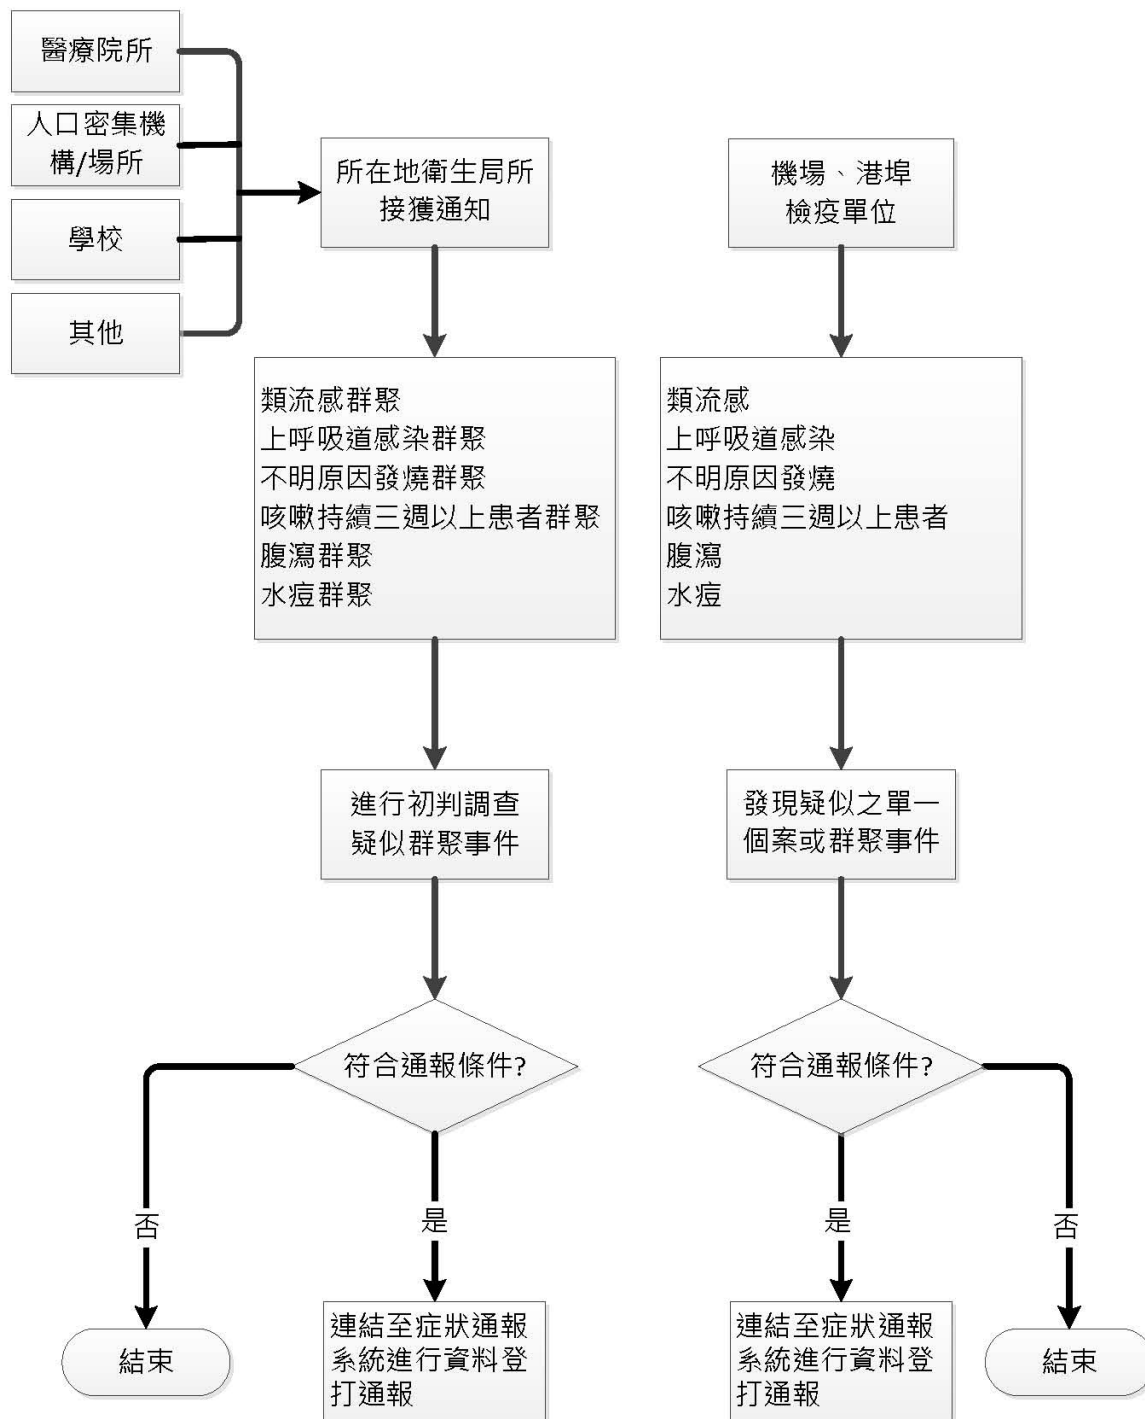 醫療院所
人口密集機
構/場所
學校
其他
所在地衛生局所
接獲通知
類流感群聚
上呼吸道感染群聚
不明原因發燒群聚
咳嗽持續三週以上患者群聚
腹瀉群聚
水痘群聚
進行初判調查
疑似群聚事件
符合通報條件?
否
是
結束
連結至症狀通報
系統進行資料登
打通報
機場、港埠
檢疫單位
類流感
上呼吸道感染
不明原因發燒
咳嗽持續三週以上患者
腹瀉
水痘
發現疑似之單一
個案或群聚事件
符合通報條件?
是
否
連結至症狀通報
系統進行資料登
打通報
結束